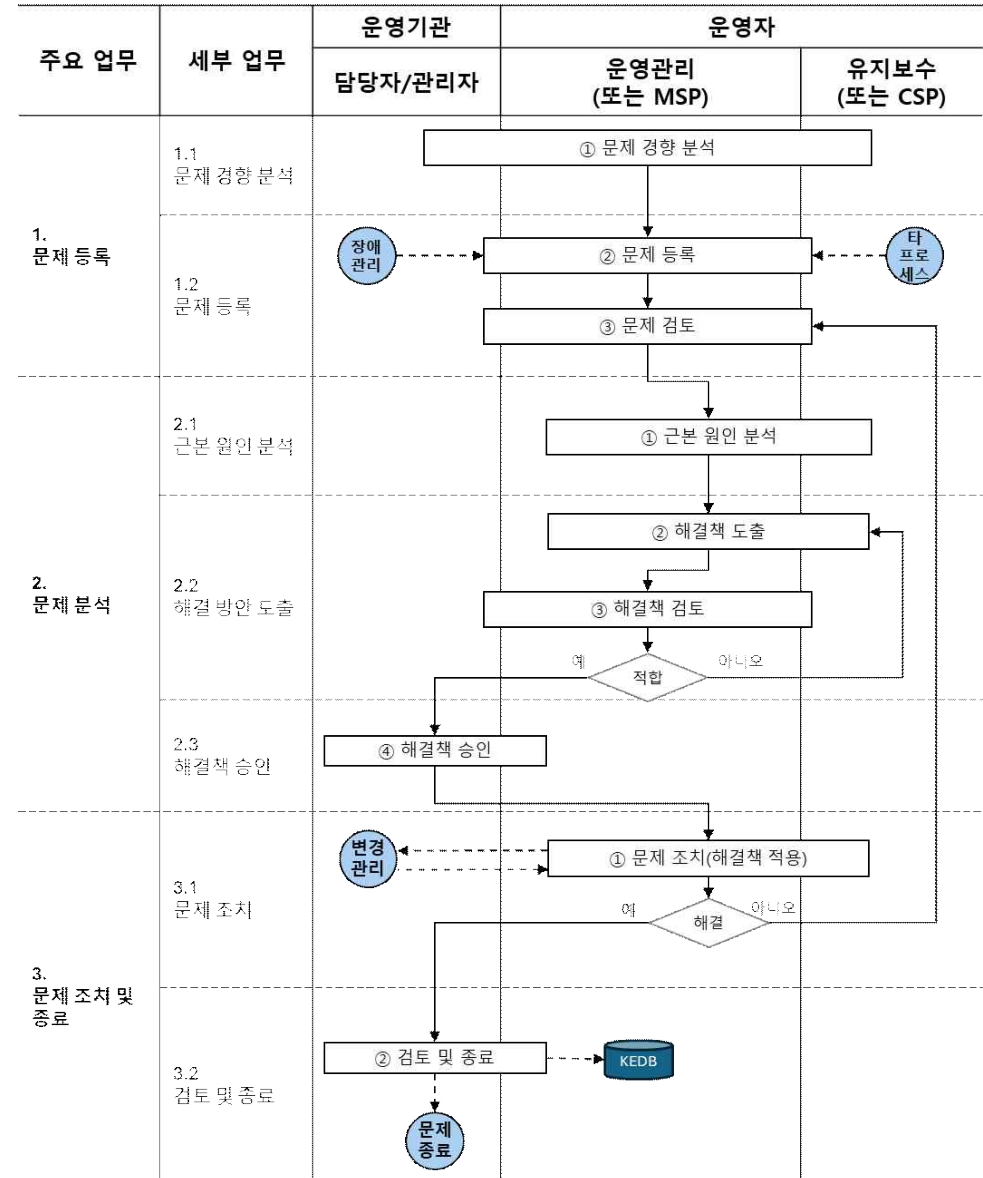 주요 업무
세부 업무
운영기관
운영자
담당자/관리자
운영관리
(또는 MSP)
유지보수
(또는 CSP)
1.
문제 등록
1.1
문제 경향 분석
① 문제 경향 분석
1.2
문제 등록
장애
관리
② 문제 등록
타
프로
세스
③ 문제 검토
2.
문제 분석
2.1
근본 원인 분석
① 근본 원인 분석
2.2
해결 방안 도출
② 해결책 도출
③ 해결책 검토
예
적합
아니오
2.3
해결책 승인
④ 해결책 승인
3.
문제 조치 및
종료
3.1
문제 조치
변경
관리
① 문제 조치(해결책 적용)
예
해결
아니오
3.2
검토 및 종료
② 검토 및 종료
KEDB
문제
종료